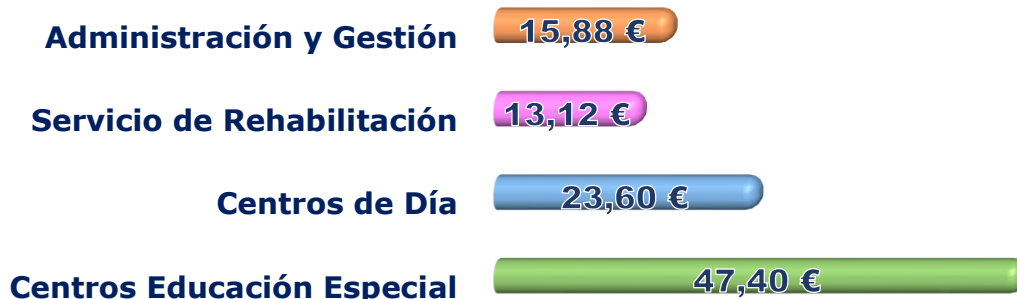 Administración y Gestión 15,88 €
Servicio de Rehabilitación 13,12 €
Centros de Día 23,60 €
Centros Educación Especial 47,40 €